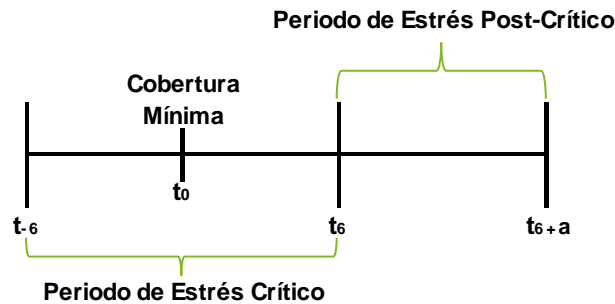 Periodo de Estrés Post-Crítico
Cobertura
Mínima
t0
t-6
t6
t6+a
Periodo de Estrés Crítico